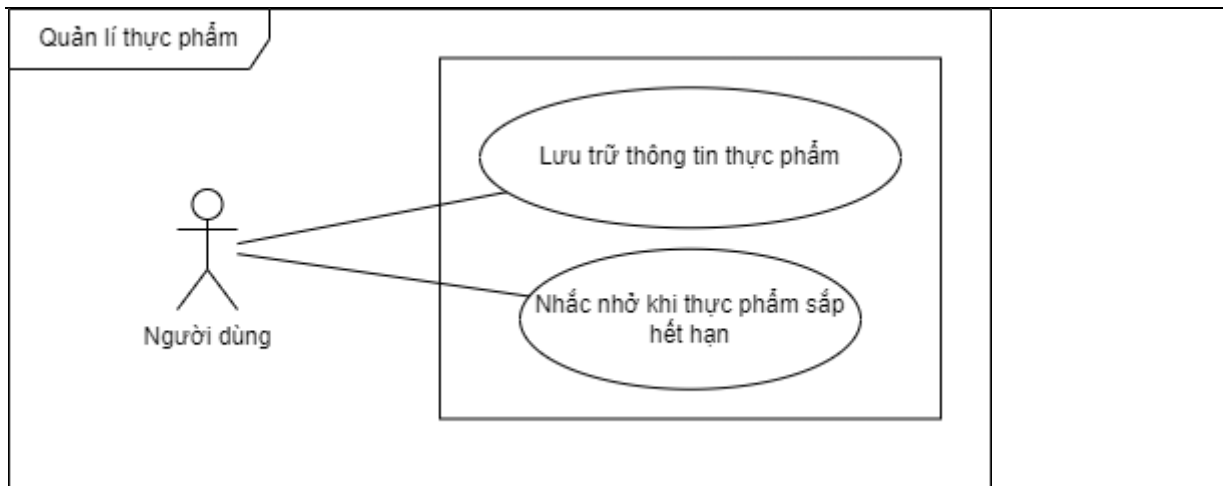 Quản lí thực phẩm
Lưu trữ thông tin thực phẩm
Nhắc nhở khi thực phẩm sắp
hết hạn
Người dùng